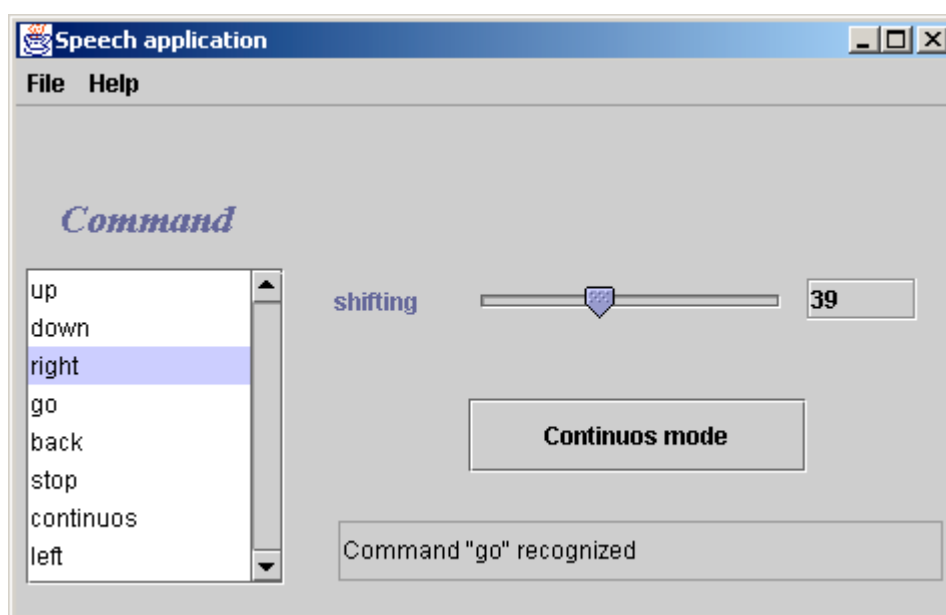 Speech application
File Help
Command
up
down
right
go
back
stop
continuos
left
shifting
39
Continuos mode
Command "go" recognized